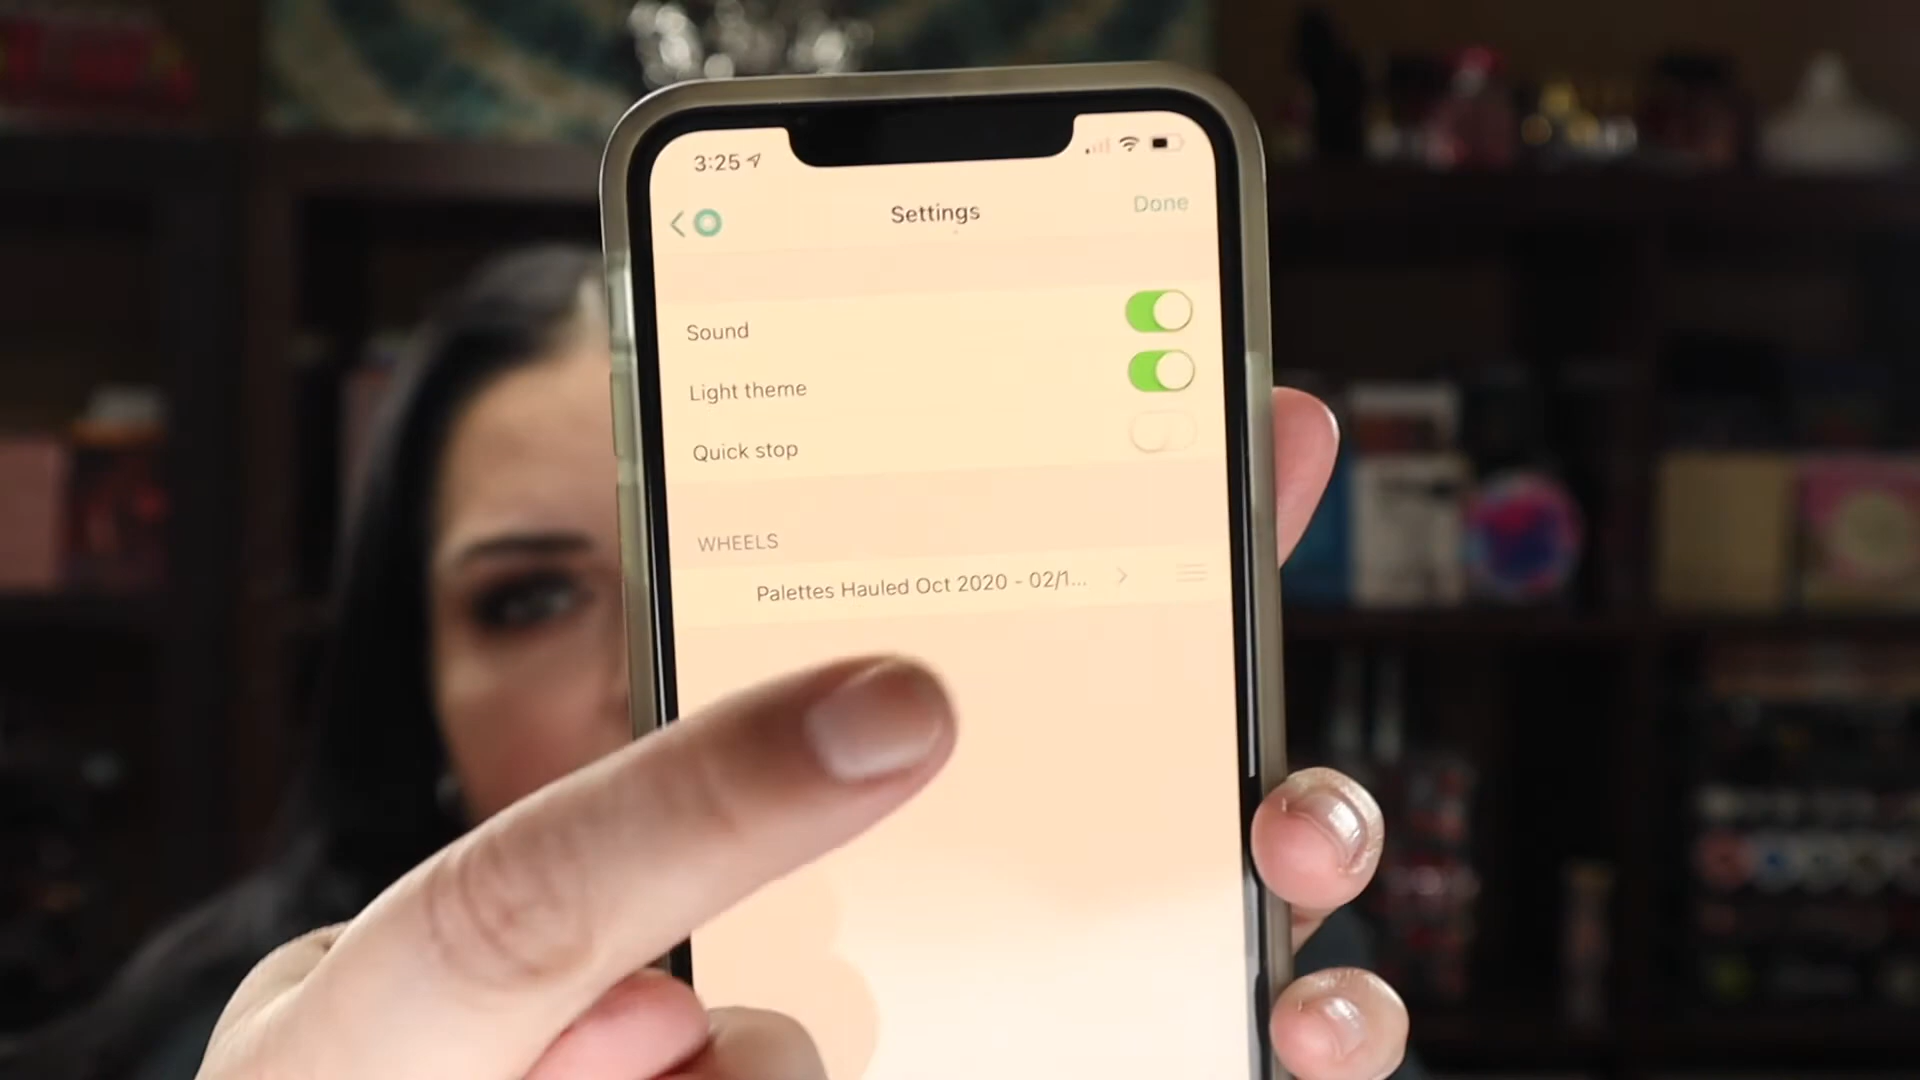 3:25
Settings
Done
Sound
Light theme
Quick stop
WHEELS
Palettes Hauled Oct 2020 - 02/1...